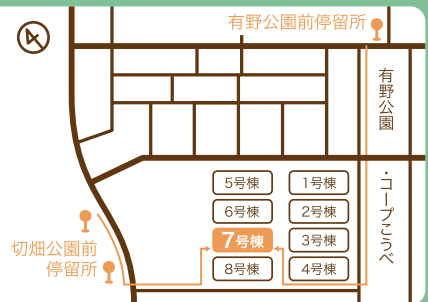 有野公園前停留所
有野公園
・コープこうべ
5号棟
1号棟
6号棟
2号棟
7号棟
3号棟
8号棟
4号棟
切畑公園前
停留所